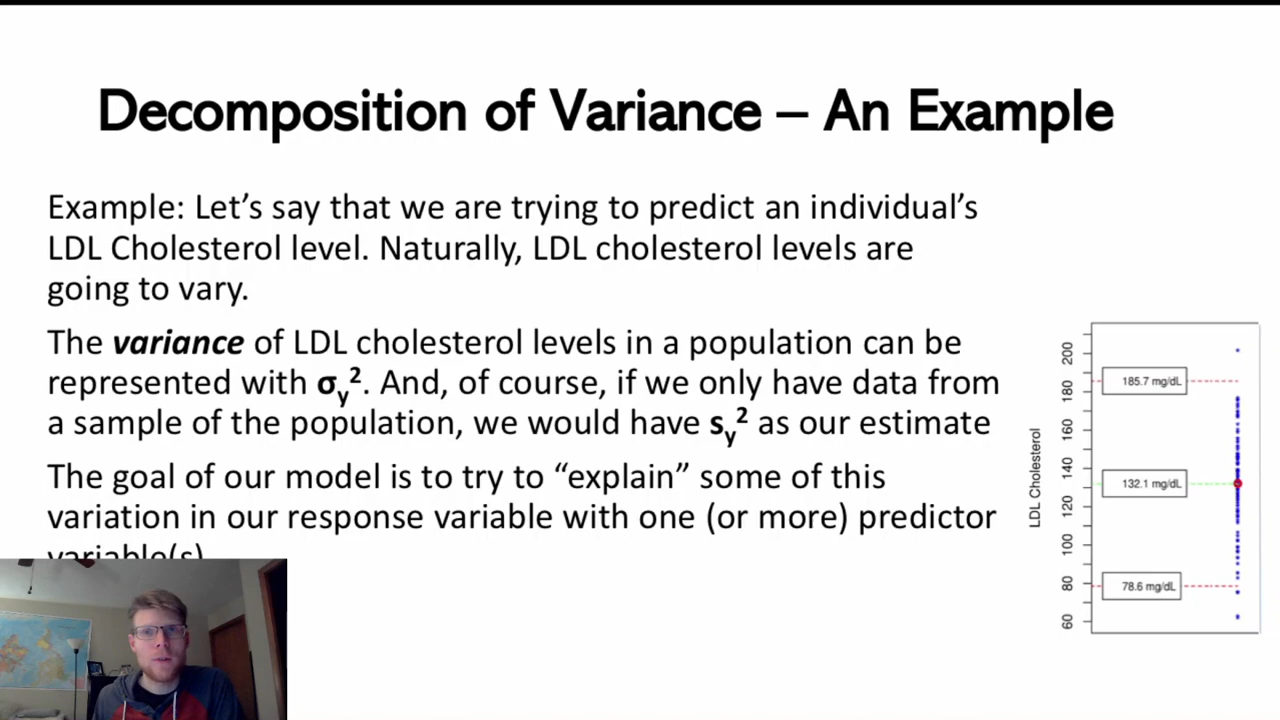 Decomposition of Variance – An Example
Example: Let’s say that we are trying to predict an individual’s
LDL Cholesterol level. Naturally, LDL cholesterol levels are
going to vary.
The variance of LDL cholesterol levels in a population can be
represented with σy². And, of course, if we only have data from
a sample of the population, we would have sy² as our estimate
The goal of our model is to try to “explain” some of this
variation in our response variable with one (or more) predictor
variable(s)
LDL Cholesterol
200
180
160
140
120
100
80
60
185.7 mg/dL
132.1 mg/dL
78.6 mg/dL